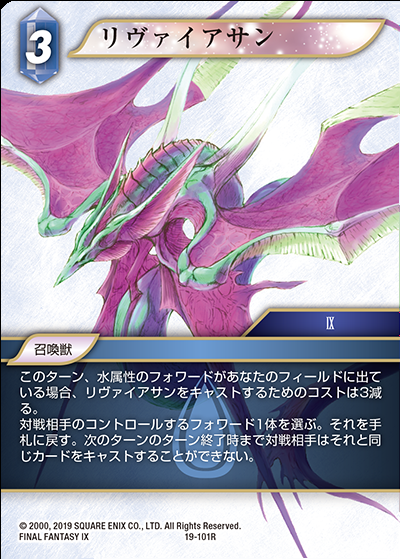 3
リヴァイアサン
IX
召喚獣
このターン、水属性のフォワードがあなたのフィールドに出て
いる場合、リヴァイアサンをキャストするためのコストは3減
る。
対戦相手のコントロールするフォワード1体を選ぶ。それを手
札に戻す。次のターンのターン終了時まで対戦相手はそれと同
じカードをキャストすることができない。
© 2000, 2019 SQUARE ENIX CO., LTD. All Rights Reserved.
FINAL FANTASY IX
19-101R